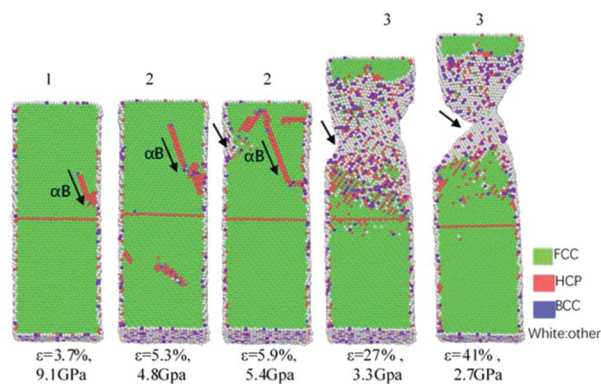 1
2
2
3
3
αB
αB
αB
FCC
HCP
BCC
White:other
ε=3.7%,
9.1GPa
ε=5.3%,
4.8Gpa
ε=5.9%,
5.4Gpa
ε=27% ,
3.3Gpa
ε=41% ,
2.7GPa